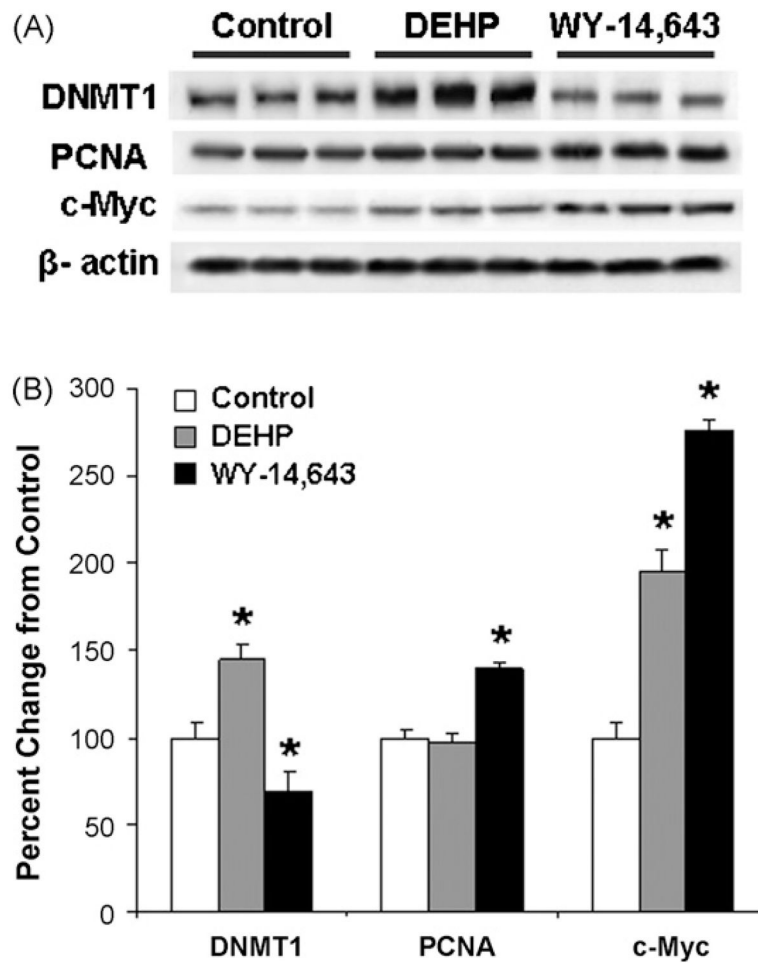 (A) Control DEHP WY-14,643
DNMT1
PCNA
c-Myc
β- actin
(B)
Percent Change from Control
300
250
200
150
100
50
0
Control
DEHP
WY-14,643
*
*
*
*
*
DNMT1 PCNA c-Myc